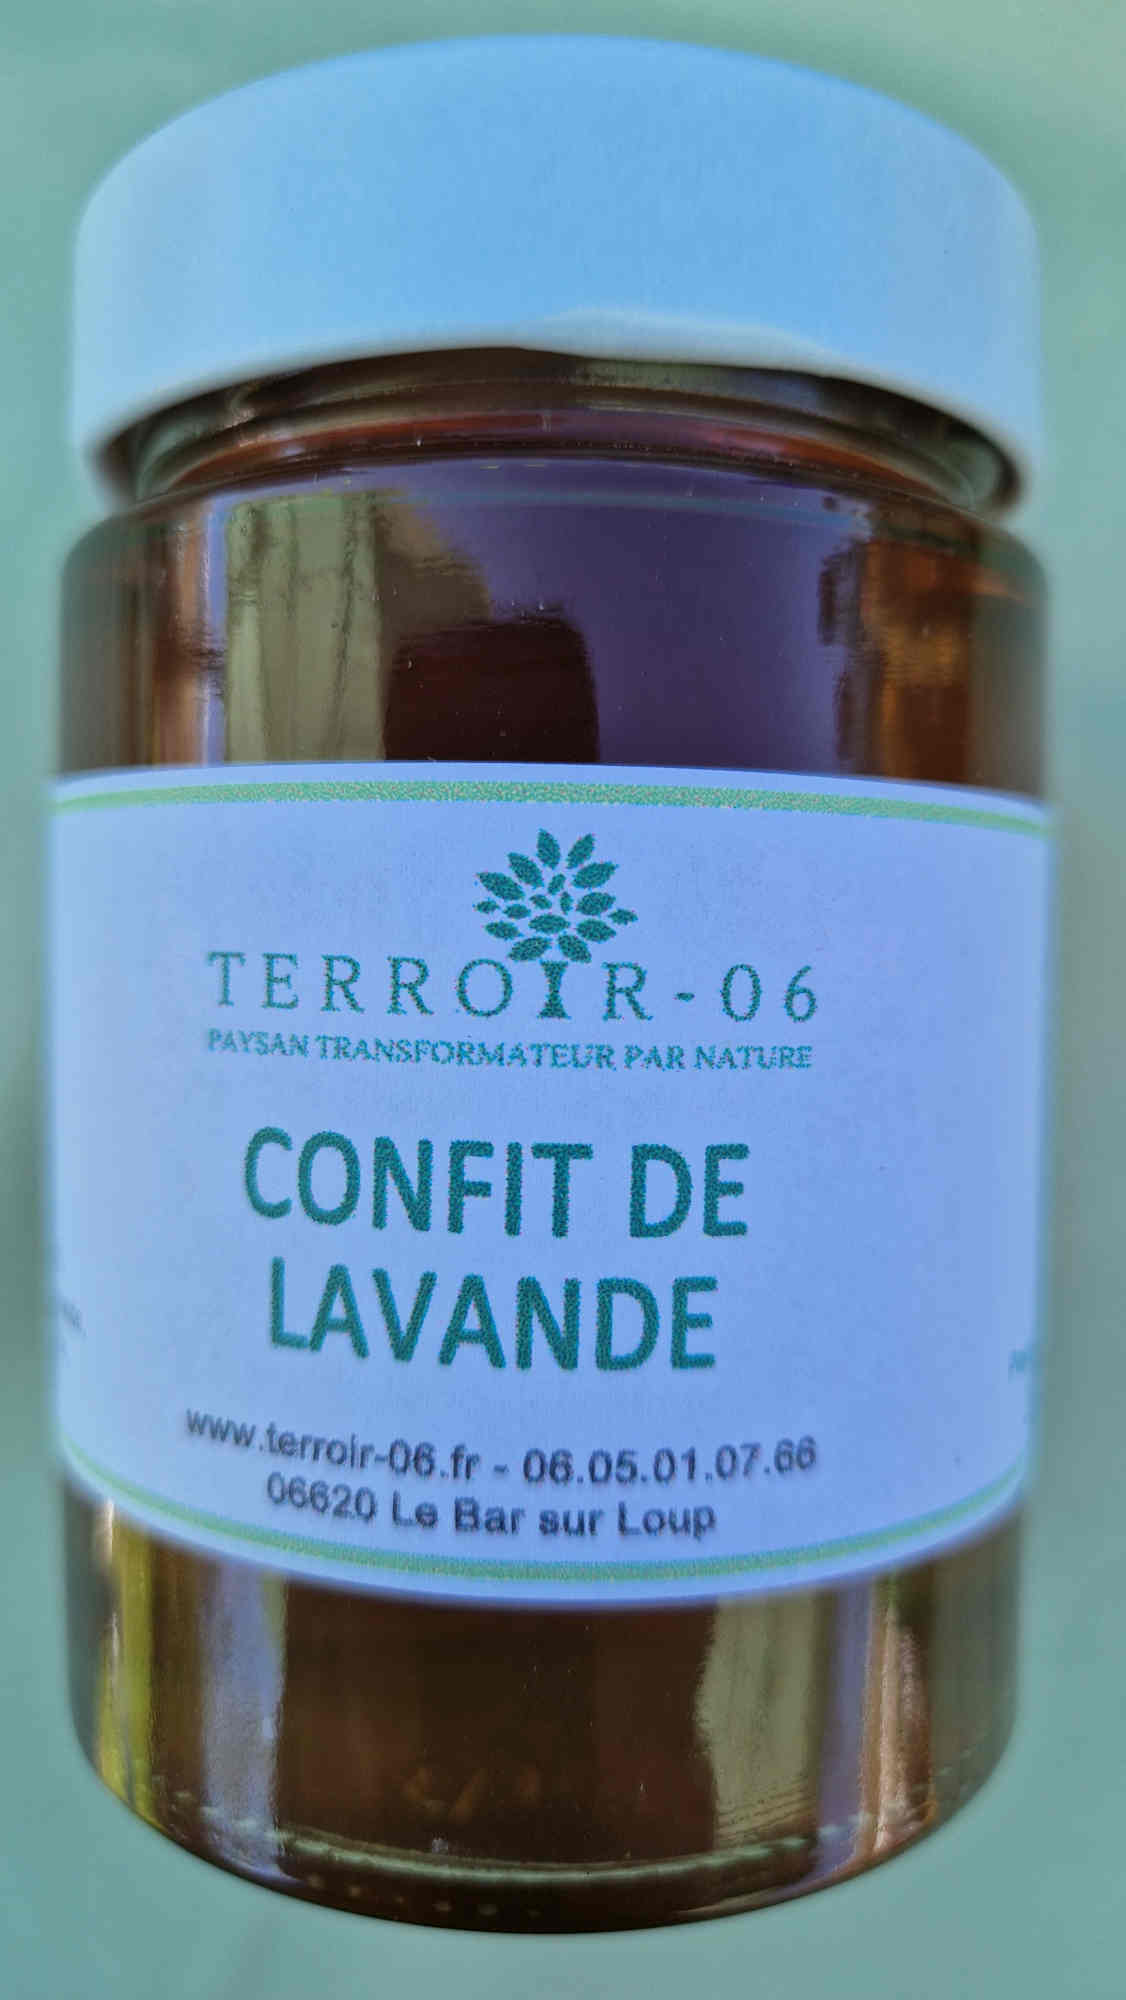 TERROIR-06
PAYSAN TRANSFORMATEUR PAR NATURE
CONFIT DE
LAVANDE
www.terroir-06.fr - 06.05.01.07.66
06620 Le Bar sur Loup